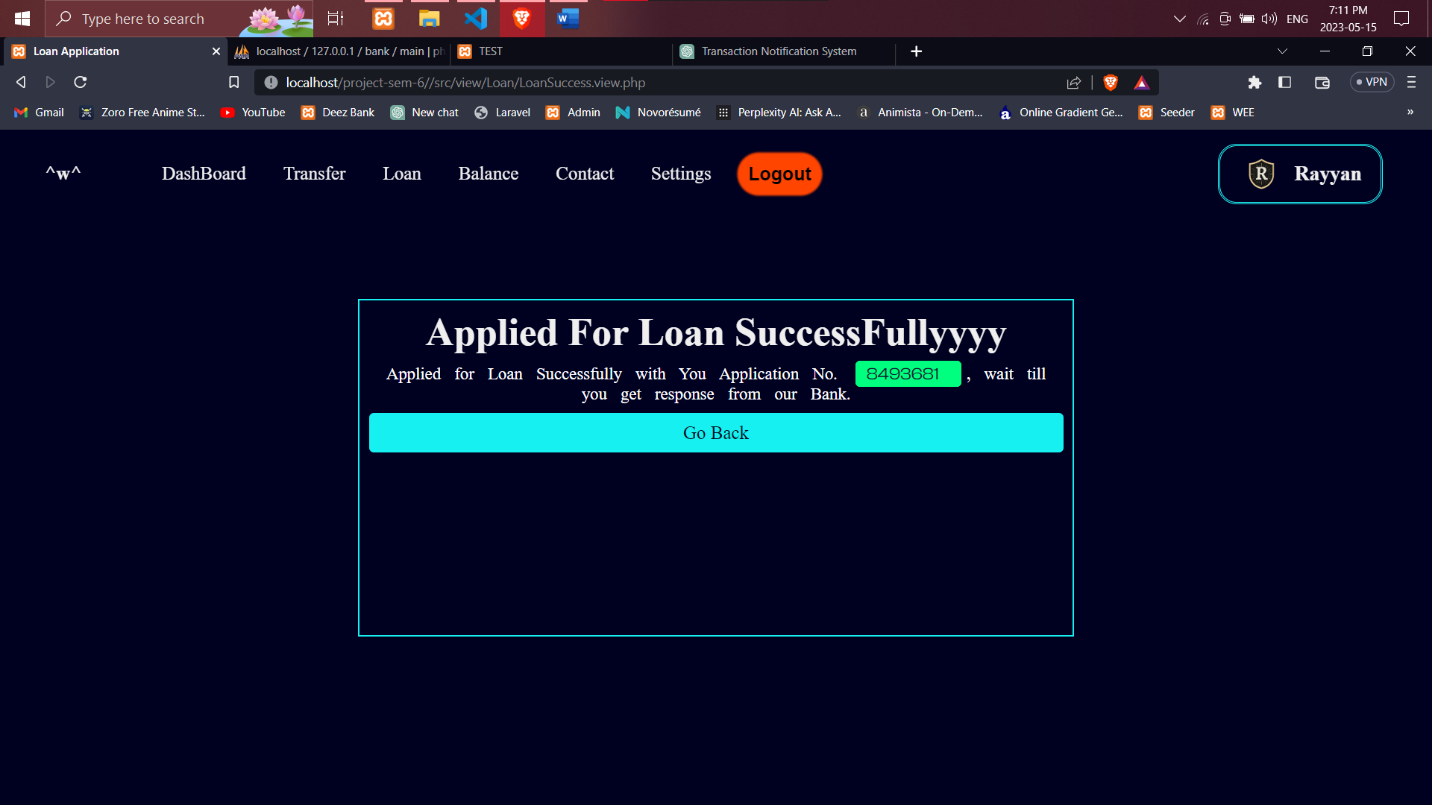 Type here to search
ENG
7:11 PM
2023-05-15
Loan Application
localhost / 127.0.0.1 / bank / main | ph
TEST
Transaction Notification System
localhost/project-sem-6//src/view/Loan/LoanSuccess.view.php
VPN
Gmail
Zoro Free Anime St...
YouTube
Deez Bank
New chat
Laravel
Admin
Novorésumé
Perplexity AI: Ask A...
Animista - On-Dem...
Online Gradient Ge...
Seeder
WEE
»
^w^
DashBoard
Transfer
Loan
Balance
Contact
Settings
Logout
R
Rayyan
Applied For Loan SuccessFullyyyy
Applied for Loan Successfully with You Application No. 8493681 , wait till
you get response from our Bank.
Go Back